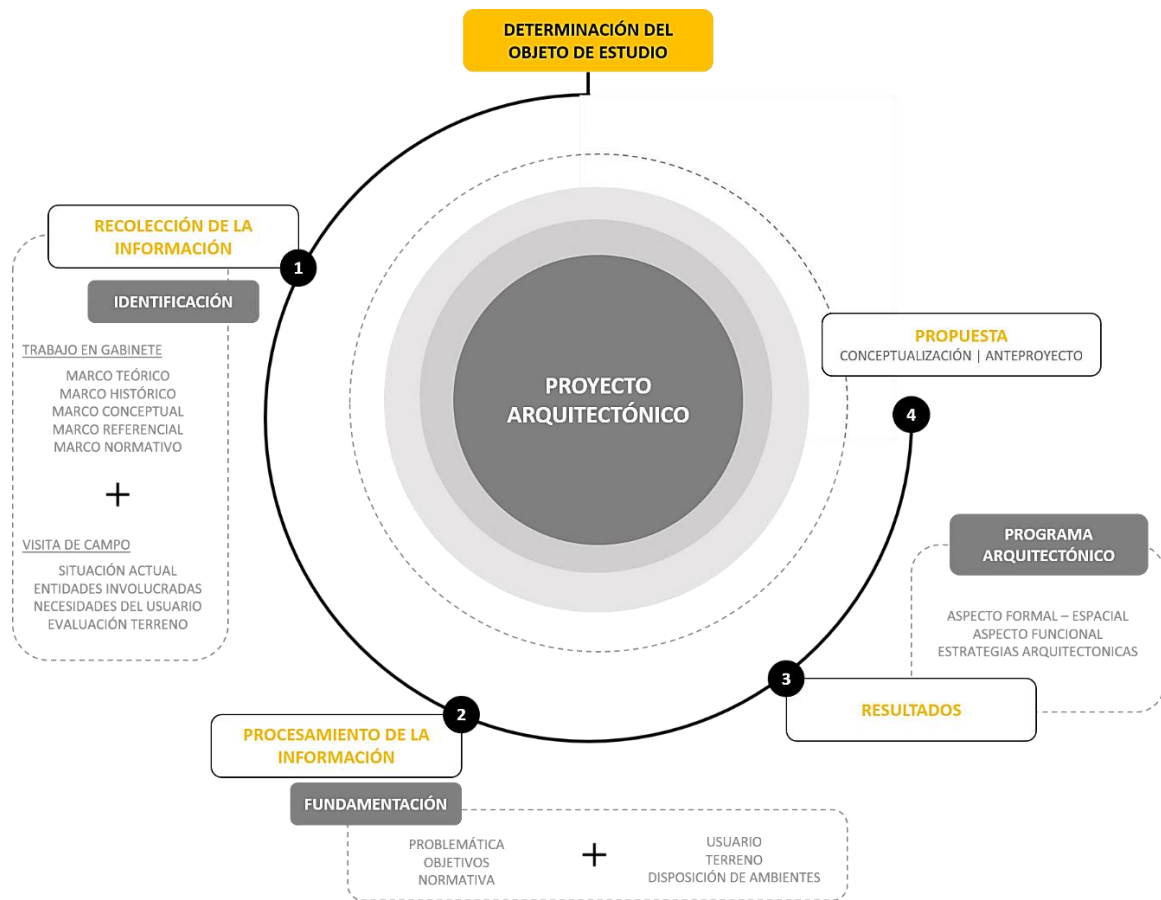 DETERMINACIÓN DEL
OBJETO DE ESTUDIO
RECOLECCIÓN DE LA
INFORMACIÓN
1
IDENTIFICACIÓN
TRABAJO EN GABINETE
MARCO TEÓRICO
MARCO HISTÓRICO
MARCO CONCEPTUAL
MARCO REFERENCIAL
MARCO NORMATIVO
+
VISITA DE CAMPO
SITUACIÓN ACTUAL
ENTIDADES INVOLUCRADAS
NECESIDADES DEL USUARIO
EVALUACIÓN TERRENO
PROYECTO
ARQUITECTÓNICO
2
PROCESAMIENTO DE LA
INFORMACIÓN
FUNDAMENTACIÓN
PROBLEMÁTICA
OBJETIVOS
NORMATIVA
+
USUARIO
TERRENO
DISPOSICIÓN DE AMBIENTES
3
RESULTADOS
PROGRAMA
ARQUITECTÓNICO
ASPECTO FORMAL – ESPACIAL
ASPECTO FUNCIONAL
ESTRATEGIAS ARQUITECTONICAS
4
PROPUESTA
CONCEPTUALIZACIÓN | ANTEPROYECTO